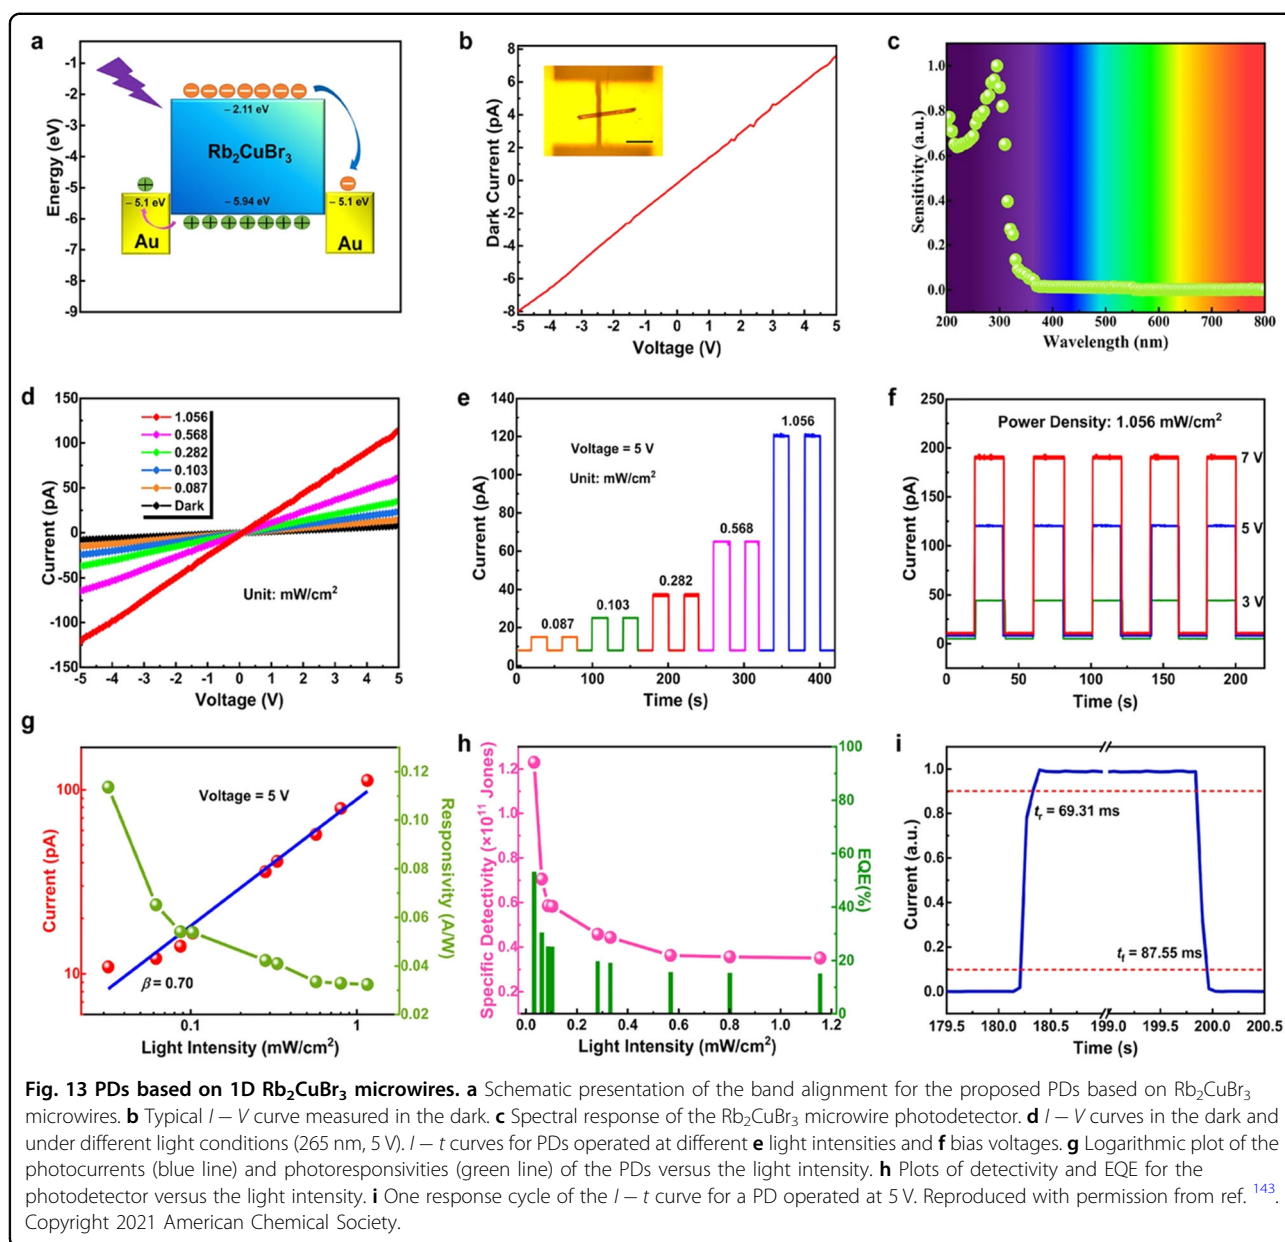 a
Energy (eV)
-1
-2
-3
-4
-5
-6
-7
-8
-9
− 2.11 eV
Rb₂CuBr₃
− 5.94 eV
− 5.1 eV
Au
− 5.1 eV
Au
b
Dark Current (pA)
8
6
4
2
0
-2
-4
-6
-8
-5 -4 -3 -2 -1 0 1 2 3 4 5
Voltage (V)
c
Sensitivity (a.u.)
1.0
0.8
0.6
0.4
0.2
0.0
200 300 400 500 600 700 800
Wavelength (nm)
d
Current (pA)
150
100
50
0
-50
-100
-150
1.056
0.568
0.282
0.103
0.087
Dark
Unit: mW/cm²
-5 -4 -3 -2 -1 0 1 2 3 4 5
Voltage (V)
e
Current (pA)
140
120
100
80
60
40
20
0
Voltage = 5 V
Unit: mW/cm²
0.087
0.103
0.282
0.568
1.056
0 100 200 300 400
Time (s)
f
Power Density: 1.056 mW/cm²
Current (pA)
250
200
150
100
50
0
7 V
5 V
3 V
0 50 100 150 200
Time (s)
g
Current (pA)
100
10
Voltage = 5 V
β = 0.70
0.12
0.10
0.08
0.06
0.04
0.02
Responsivity (A/W)
0.1 1
Light Intensity (mW/cm²)
h
Specific Detectivity (×10¹¹ Jones)
1.2
1.0
0.8
0.6
0.4
0.2
100
80
60
40
20
0
EQE(%)
0.0 0.2 0.4 0.6 0.8 1.0 1.2
Light Intensity (mW/cm²)
i
Current (a.u.)
1.0
0.8
0.6
0.4
0.2
0.0
tr = 69.31 ms
tf = 87.55 ms
179.5 180.0 180.5 199.0 199.5 200.0 200.5
Time (s)
Fig. 13 PDs based on 1D Rb₂CuBr₃ microwires. a Schematic presentation of the band alignment for the proposed PDs based on Rb₂CuBr₃
microwires. b Typical I − V curve measured in the dark. c Spectral response of the Rb₂CuBr₃ microwire photodetector. d I − V curves in the dark and
under different light conditions (265 nm, 5 V). I − t curves for PDs operated at different e light intensities and f bias voltages. g Logarithmic plot of the
photocurrents (blue line) and photoresponsivities (green line) of the PDs versus the light intensity. h Plots of detectivity and EQE for the
photodetector versus the light intensity. i One response cycle of the I − t curve for a PD operated at 5 V. Reproduced with permission from ref. 143.
Copyright 2021 American Chemical Society.